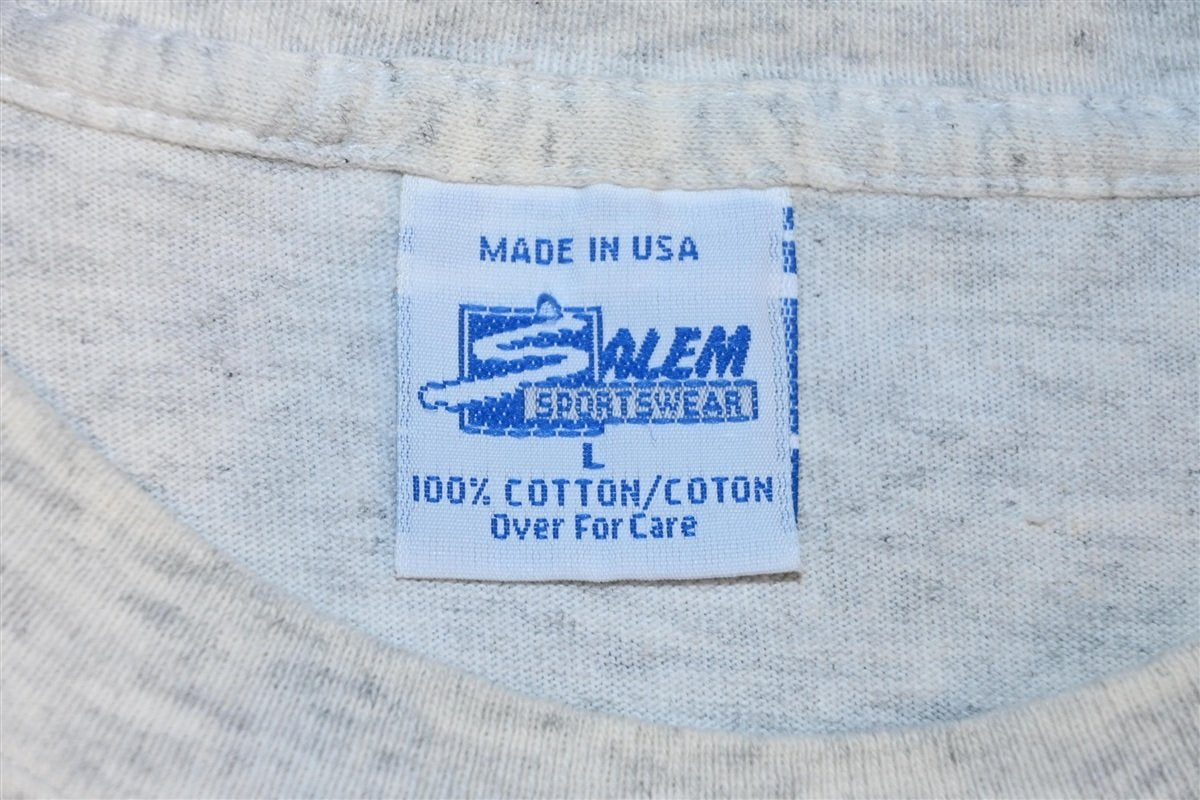 MADE IN USA
SALEM
SPORTSWEAR
L
100% COTTON/COTON
Over For Care